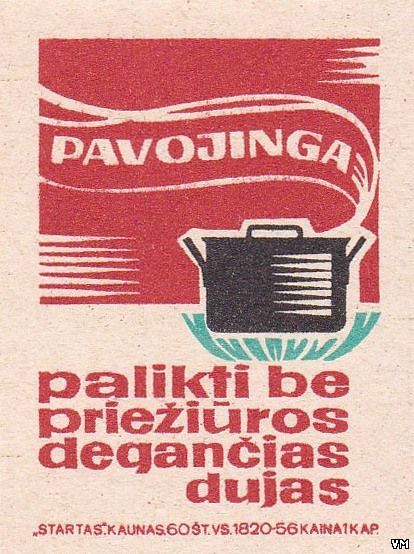 PAVOJINGA
palikti be
priežiūros
degančias
dujas
„STARTAS“. KAUNAS. 60 ŠT. VS. 1820-56 KAINA 1 KAP.
VM